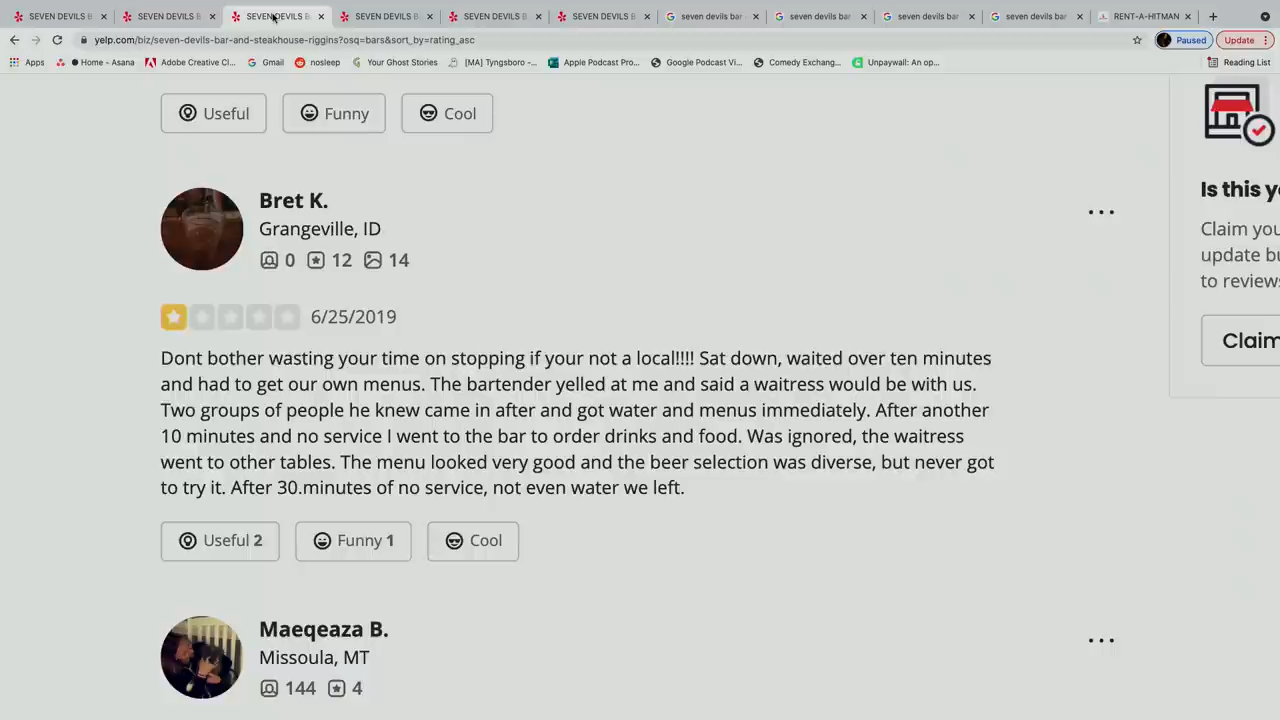 SEVEN DEVILS B
SEVEN DEVILS B
SEVEN DEVILS B
SEVEN DEVILS B
SEVEN DEVILS B
SEVEN DEVILS B
seven devils bar
seven devils bar
seven devils bar
seven devils bar
RENT-A-HITMAN
yelp.com/biz/seven-devils-bar-and-steakhouse-riggins?osq=bars&sort_by=rating_asc
Paused
Update
Apps
Home – Asana
Adobe Creative Cl...
Gmail
nosleep
Your Ghost Stories
[MA] Tyngsboro –...
Apple Podcast Pro...
Google Podcast Vi...
Comedy Exchang...
Unpaywall: An op...
Reading List
Useful
Funny
Cool
Bret K.
Grangeville, ID
0 12 14
6/25/2019
Dont bother wasting your time on stopping if your not a local!!!! Sat down, waited over ten minutes
and had to get our own menus. The bartender yelled at me and said a waitress would be with us.
Two groups of people he knew came in after and got water and menus immediately. After another
10 minutes and no service I went to the bar to order drinks and food. Was ignored, the waitress
went to other tables. The menu looked very good and the beer selection was diverse, but never got
to try it. After 30.minutes of no service, not even water we left.
Useful 2
Funny 1
Cool
Maeqeaza B.
Missoula, MT
144 4
Is this y
Claim you
update bu
to reviews
Claim